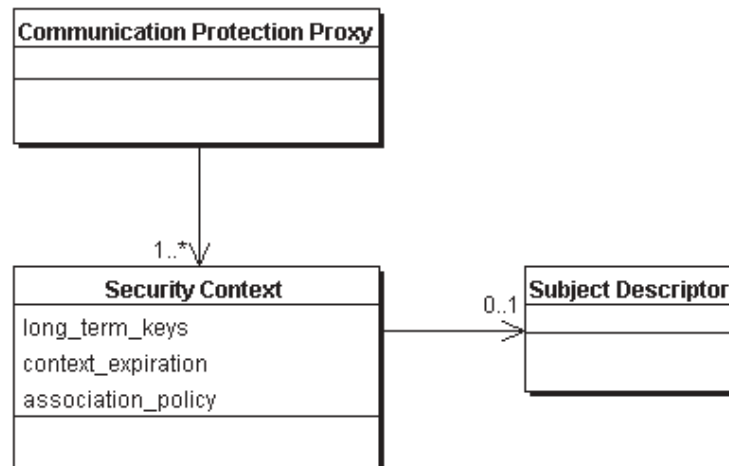 Communication Protection Proxy
1..*
Security Context
long_term_keys
context_expiration
association_policy
0..1
Subject Descriptor